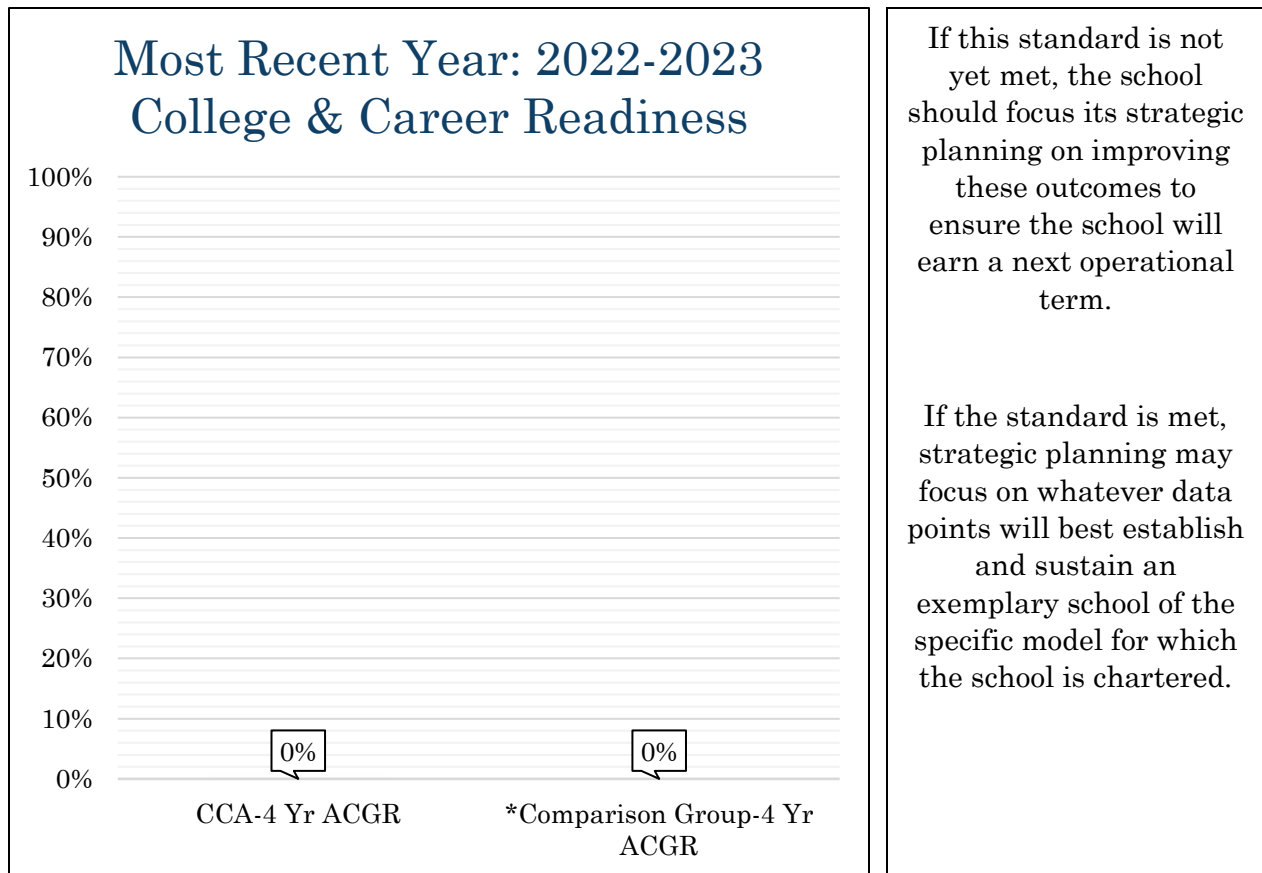 Most Recent Year: 2022-2023
College & Career Readiness
100%
90%
80%
70%
60%
50%
40%
30%
20%
10%
0%
0%
0%
CCA-4 Yr ACGR
*Comparison Group-4 Yr
ACGR
If this standard is not
yet met, the school
should focus its strategic
planning on improving
these outcomes to
ensure the school will
earn a next operational
term.
If the standard is met,
strategic planning may
focus on whatever data
points will best establish
and sustain an
exemplary school of the
specific model for which
the school is chartered.